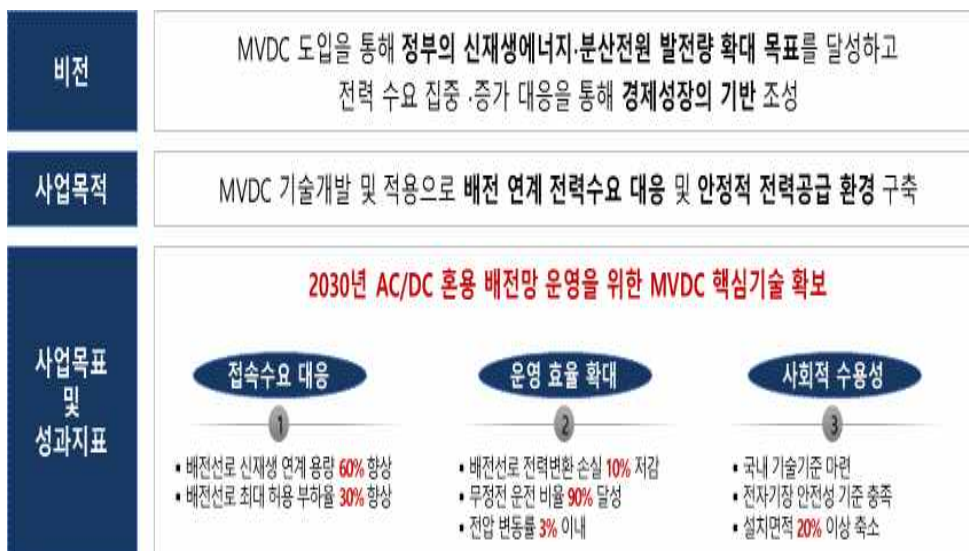 비전
MVDC 도입을 통해 정부의 신재생에너지·분산전원 발전량 확대 목표를 달성하고
전력 수요 집중 ·증가 대응을 통해 경제성장의 기반 조성
사업목적
MVDC 기술개발 및 적용으로 배전 연계 전력수요 대응 및 안정적 전력공급 환경 구축
사업목표
및
성과지표
2030년 AC/DC 혼용 배전망 운영을 위한 MVDC 핵심기술 확보
접속수요 대응
1
▪ 배전선로 신재생 연계 용량 60% 향상
▪ 배전선로 최대 허용 부하율 30% 향상
운영 효율 확대
2
▪ 배전선로 전력변환 손실 10% 저감
▪ 무정전 운전 비율 90% 달성
▪ 전압 변동률 3% 이내
사회적 수용성
3
▪ 국내 기술기준 마련
▪ 전자기장 안전성 기준 충족
▪ 설치면적 20% 이상 축소